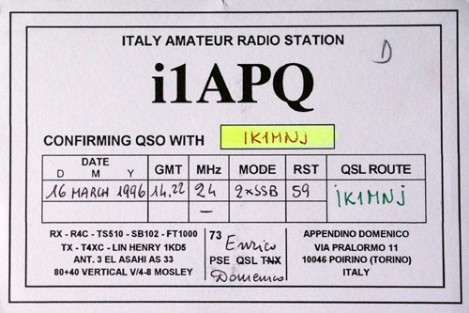 ITALY AMATEUR RADIO STATION
D
i1APQ
CONFIRMING QSO WITH IK1MNJ
DATE
D M Y GMT MHz MODE RST QSL ROUTE
16 MARCH 1996 14,22 24 2xSSB 59 iK1MNJ
—
RX - R4C - TS510 - SB102 - FT1000
TX - T4XC - LIN HENRY 1KD5
ANT. 3 EL ASAHI AS 33
80+40 VERTICAL V/4-8 MOSLEY
73 Enrico
PSE QSL TNX
Domenico
APPENDINO DOMENICO
VIA PRALORMO 11
10046 POIRINO (TORINO)
ITALY